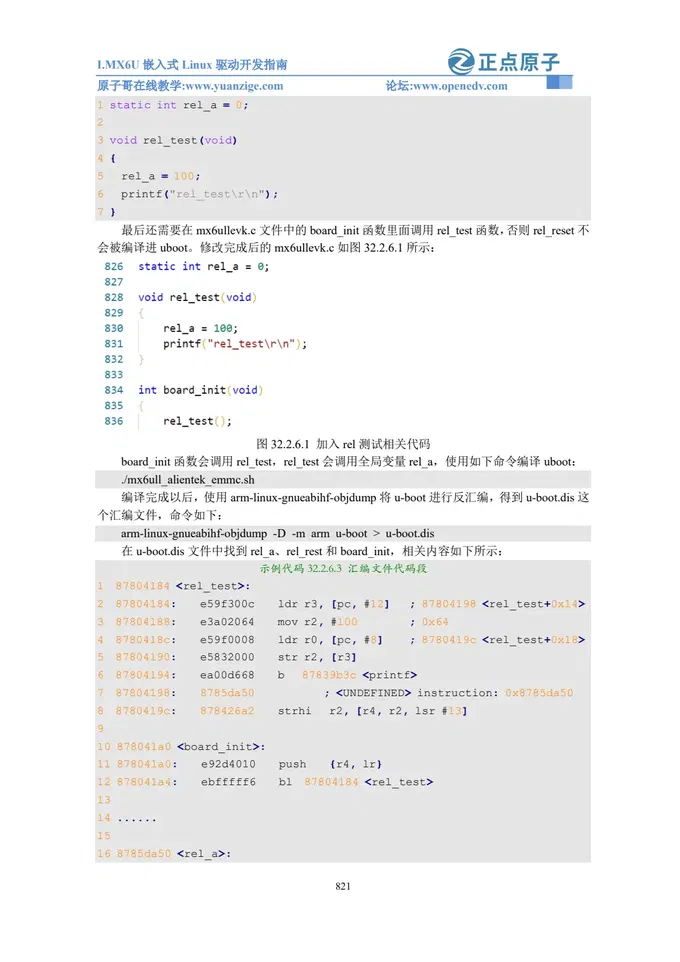 I.MX6U 嵌入式 Linux 驱动开发指南
正点原子
原子哥在线教学:www.yuanzige.com 论坛:www.openedv.com
1 static int rel_a = 0;
2
3 void rel_test(void)
4 {
5 rel_a = 100;
6 printf("rel_test\r\n");
7 }
最后还需要在 mx6ullevk.c 文件中的 board_init 函数里面调用 rel_test 函数,否则 rel_reset 不
会被编译进 uboot。修改完成后的 mx6ullevk.c 如图 32.2.6.1 所示:
826 static int rel_a = 0;
827
828 void rel_test(void)
829 {
830 rel_a = 100;
831 printf("rel_test\r\n");
832 }
833
834 int board_init(void)
835 {
836 rel_test();
图 32.2.6.1 加入 rel 测试相关代码
board_init 函数会调用 rel_test,rel_test 会调用全局变量 rel_a,使用如下命令编译 uboot:
./mx6ull_alientek_emmc.sh
编译完成以后,使用 arm-linux-gnueabihf-objdump 将 u-boot 进行反汇编,得到 u-boot.dis 这
个汇编文件,命令如下:
arm-linux-gnueabihf-objdump -D -m arm u-boot > u-boot.dis
在 u-boot.dis 文件中找到 rel_a、rel_rest 和 board_init,相关内容如下所示:
示例代码 32.2.6.3 汇编文件代码段
1 87804184 <rel_test>:
2 87804184: e59f300c ldr r3, [pc, #12] ; 87804198 <rel_test+0x14>
3 87804188: e3a02064 mov r2, #100 ; 0x64
4 8780418c: e59f0008 ldr r0, [pc, #8] ; 8780419c <rel_test+0x18>
5 87804190: e5832000 str r2, [r3]
6 87804194: ea00d668 b 87839b3c <printf>
7 87804198: 8785da50 ; <UNDEFINED> instruction: 0x8785da50
8 8780419c: 878426a2 strhi r2, [r4, r2, lsr #13]
9
10 878041a0 <board_init>:
11 878041a0: e92d4010 push {r4, lr}
12 878041a4: ebfffff6 bl 87804184 <rel_test>
13
14 ......
15
16 8785da50 <rel_a>:
821